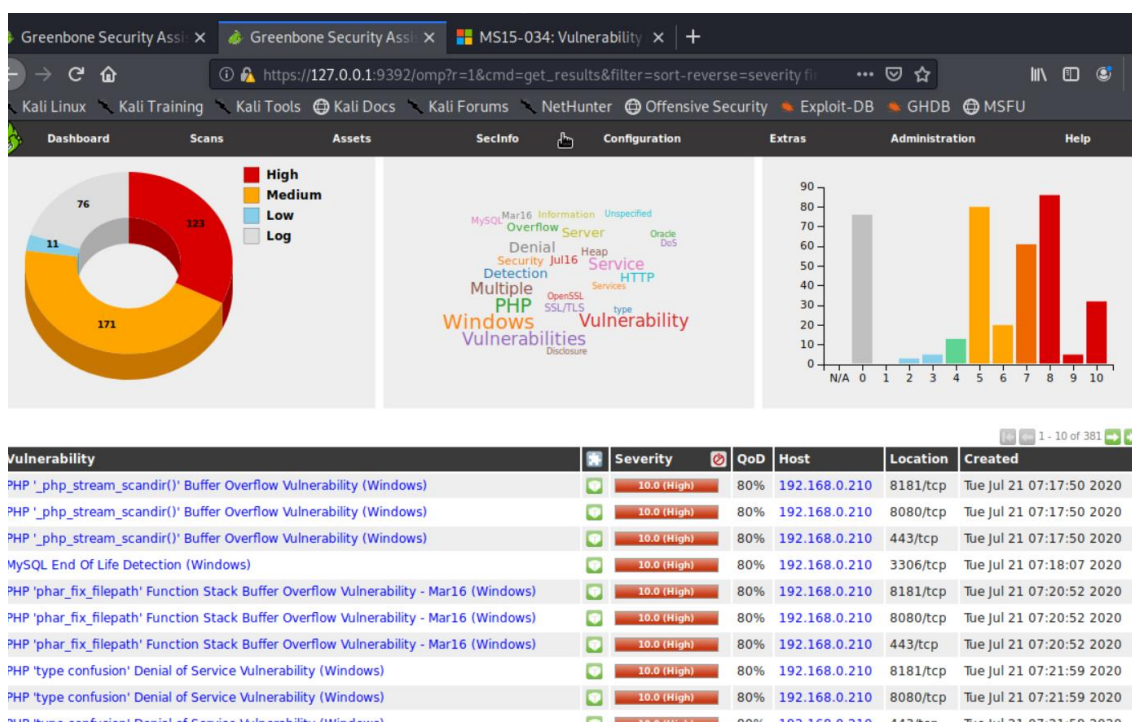 Greenbone Security Assi × Greenbone Security Assi × MS15-034: Vulnerability × +
https://127.0.0.1:9392/omp?r=1&cmd=get_results&filter=sort-reverse=severity fir
Kali Linux Kali Training Kali Tools Kali Docs Kali Forums NetHunter Offensive Security Exploit-DB GHDB MSFU
Dashboard Scans Assets SecInfo Configuration Extras Administration Help
High
Medium
Low
Log
76
123
11
171
MySQL Mar16 Information Unspecified
Overflow Server Oracle
Denial Heap DoS
Security Jul16 Service
Detection HTTP
Multiple OpenSSL Services
PHP SSL/TLS type
Windows Vulnerability
Vulnerabilities
Disclosure
90
80
70
60
50
40
30
20
10
0
N/A 0 1 2 3 4 5 6 7 8 9 10
1 - 10 of 381
Vulnerability Severity QoD Host Location Created
PHP '_php_stream_scandir()' Buffer Overflow Vulnerability (Windows) 10.0 (High) 80% 192.168.0.210 8181/tcp Tue Jul 21 07:17:50 2020
PHP '_php_stream_scandir()' Buffer Overflow Vulnerability (Windows) 10.0 (High) 80% 192.168.0.210 8080/tcp Tue Jul 21 07:17:50 2020
PHP '_php_stream_scandir()' Buffer Overflow Vulnerability (Windows) 10.0 (High) 80% 192.168.0.210 443/tcp Tue Jul 21 07:17:50 2020
MySQL End Of Life Detection (Windows) 10.0 (High) 80% 192.168.0.210 3306/tcp Tue Jul 21 07:18:07 2020
PHP 'phar_fix_filepath' Function Stack Buffer Overflow Vulnerability - Mar16 (Windows) 10.0 (High) 80% 192.168.0.210 8181/tcp Tue Jul 21 07:20:52 2020
PHP 'phar_fix_filepath' Function Stack Buffer Overflow Vulnerability - Mar16 (Windows) 10.0 (High) 80% 192.168.0.210 8080/tcp Tue Jul 21 07:20:52 2020
PHP 'phar_fix_filepath' Function Stack Buffer Overflow Vulnerability - Mar16 (Windows) 10.0 (High) 80% 192.168.0.210 443/tcp Tue Jul 21 07:20:52 2020
PHP 'type confusion' Denial of Service Vulnerability (Windows) 10.0 (High) 80% 192.168.0.210 8181/tcp Tue Jul 21 07:21:59 2020
PHP 'type confusion' Denial of Service Vulnerability (Windows) 10.0 (High) 80% 192.168.0.210 8080/tcp Tue Jul 21 07:21:59 2020